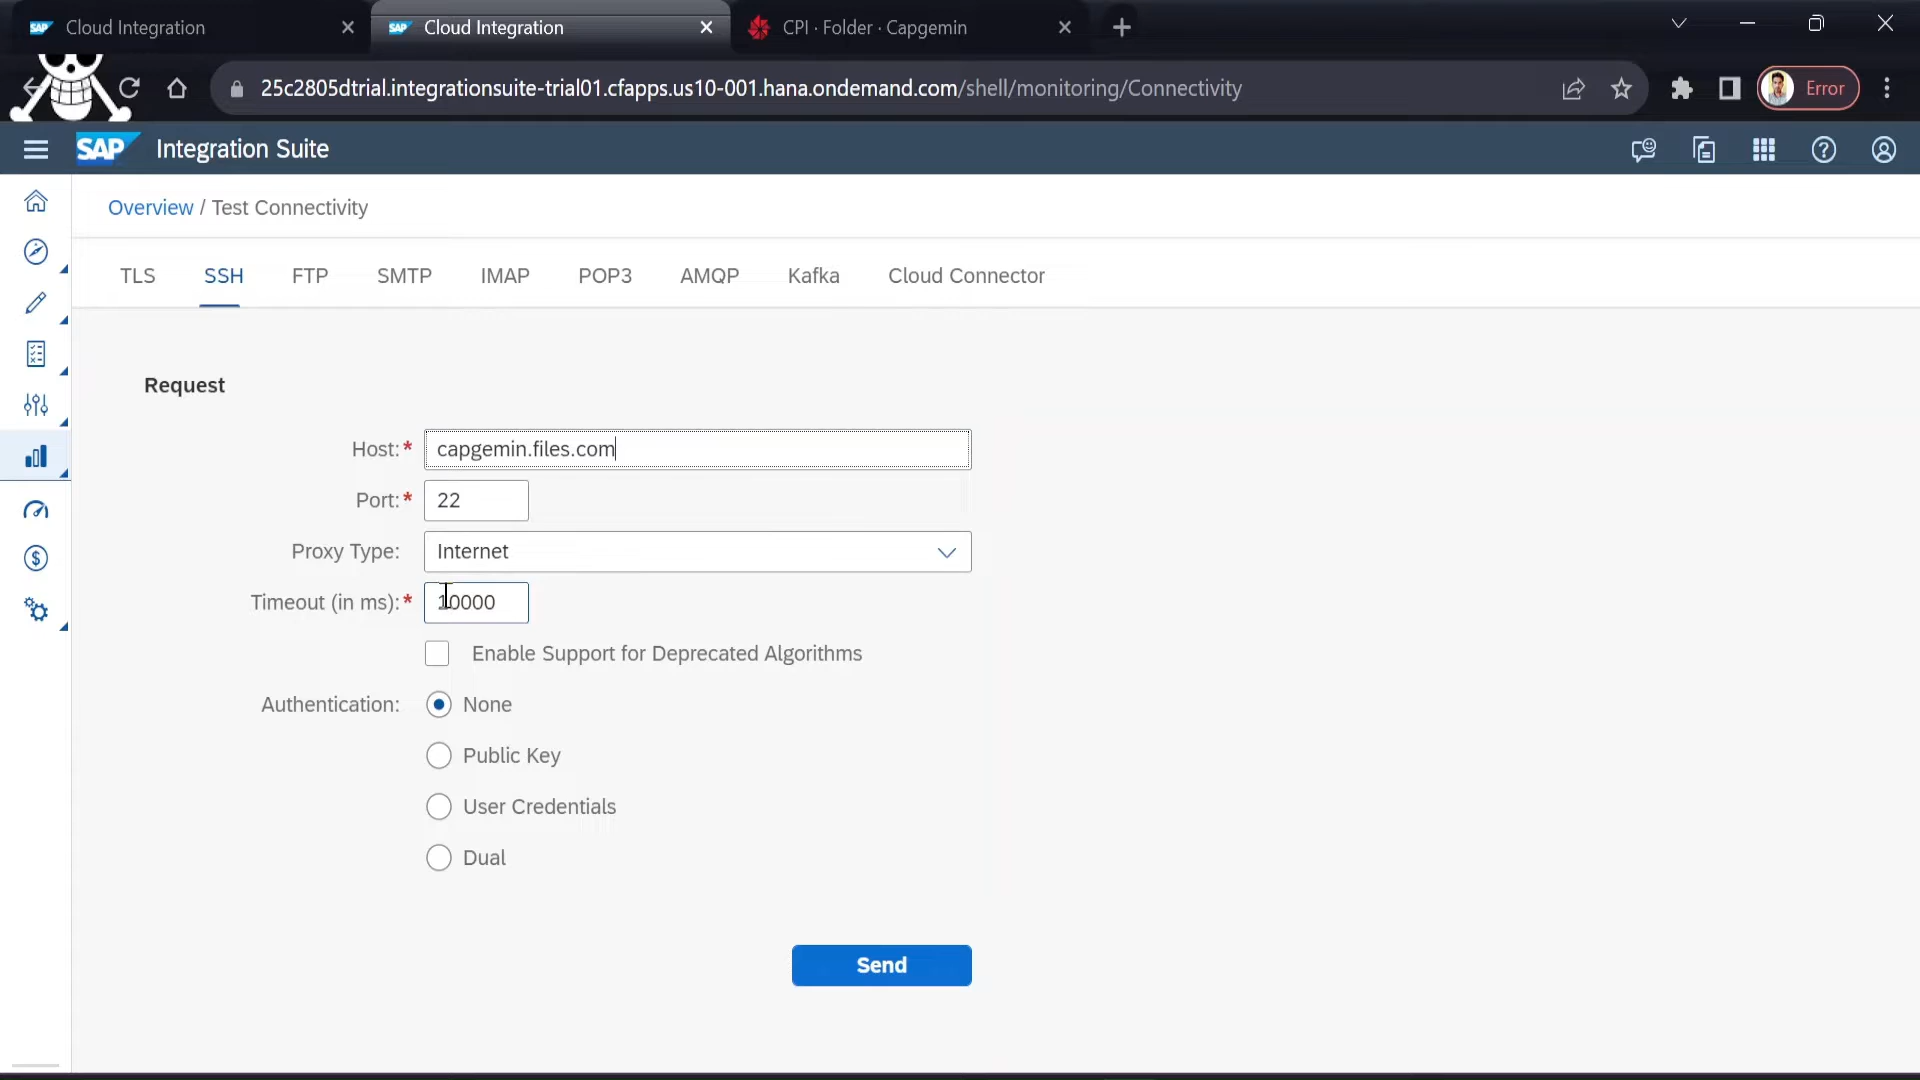 SAP Cloud Integration
SAP Cloud Integration
CPI · Folder · Capgemin
25c2805dtrial.integrationsuite-trial01.cfapps.us10-001.hana.ondemand.com/shell/monitoring/Connectivity
Error
SAP Integration Suite
Overview / Test Connectivity
TLS
SSH
FTP
SMTP
IMAP
POP3
AMQP
Kafka
Cloud Connector
Request
Host:* capgemin.files.com
Port:* 22
Proxy Type: Internet
Timeout (in ms):* 10000
Enable Support for Deprecated Algorithms
Authentication: None
Public Key
User Credentials
Dual
Send